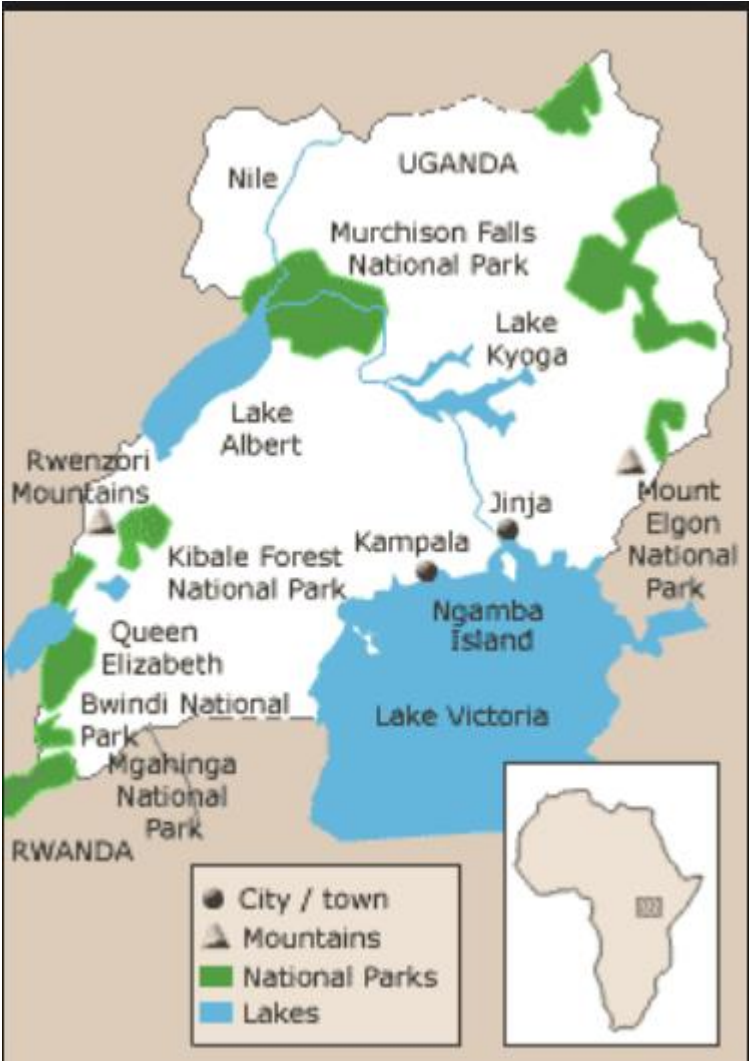 UGANDA
Nile
Murchison Falls
National Park
Lake
Kyoga
Lake
Albert
Rwenzori
Mountains
Mount
Elgon
National
Park
Jinja
Kampala
Kibale Forest
National Park
Ngamba
Island
Queen
Elizabeth
Bwindi National
Park
Lake Victoria
Mgahinga
National
Park
RWANDA
City / town
Mountains
National Parks
Lakes